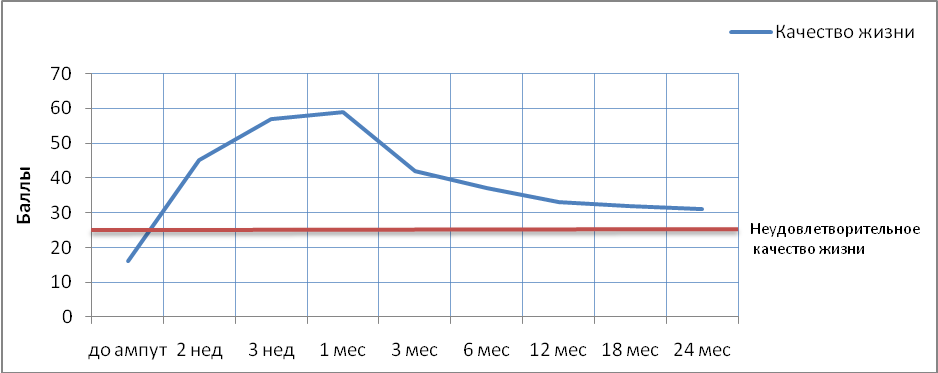 Качество жизни
70
60
50
40
30
20
10
0
Баллы
Неудовлетворительное
качество жизни
до ампут 2 нед 3 нед 1 мес 3 мес 6 мес 12 мес 18 мес 24 мес